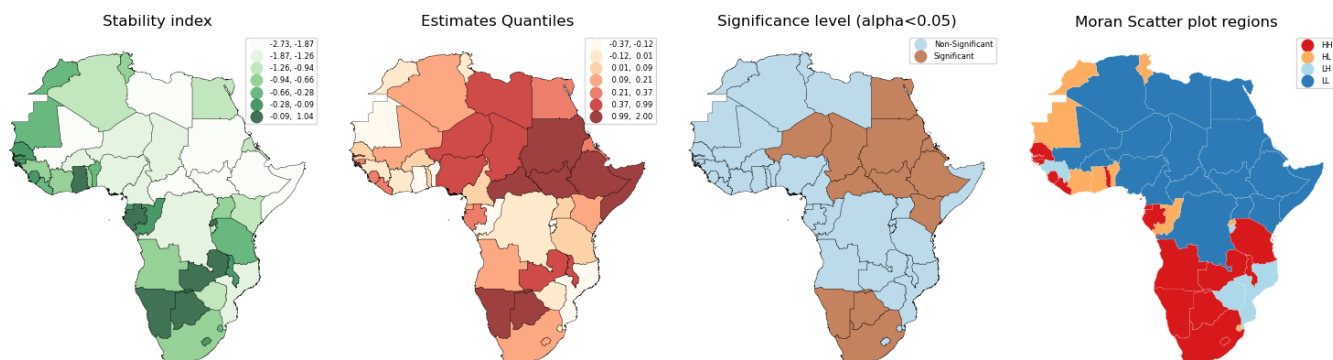 Stability index
-2.73, -1.87
-1.87, -1.26
-1.26, -0.94
-0.94, -0.66
-0.66, -0.28
-0.28, -0.09
-0.09, 1.04
Estimates Quantiles
-0.37, -0.12
-0.12, 0.01
0.01, 0.09
0.09, 0.21
0.21, 0.37
0.37, 0.99
0.99, 2.00
Significance level (alpha<0.05)
Non-Significant
Significant
Moran Scatter plot regions
HH
HL
LH
LL